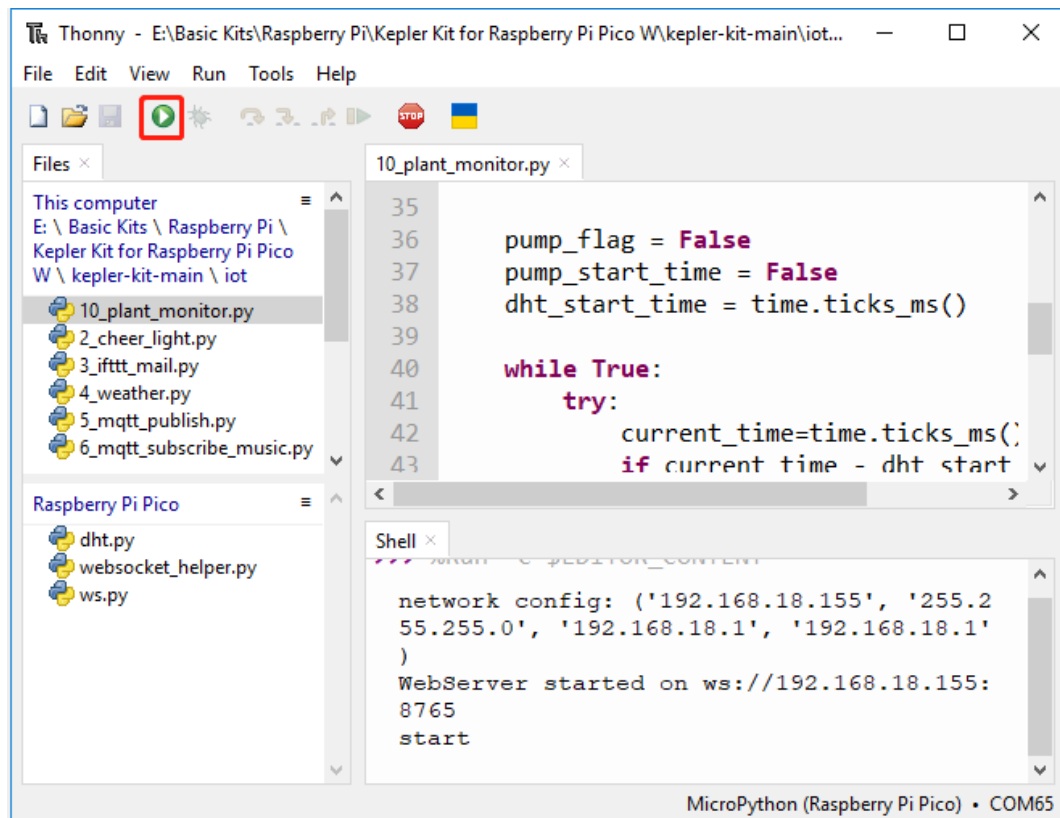 Thonny - E:\Basic Kits\Raspberry Pi\Kepler Kit for Raspberry Pi Pico W\kepler-kit-main\iot...
File Edit View Run Tools Help
STOP
Files
This computer
E: \ Basic Kits \ Raspberry Pi \
Kepler Kit for Raspberry Pi Pico
W \ kepler-kit-main \ iot
10_plant_monitor.py
2_cheer_light.py
3_ifttt_mail.py
4_weather.py
5_mqtt_publish.py
6_mqtt_subscribe_music.py
Raspberry Pi Pico
dht.py
websocket_helper.py
ws.py
10_plant_monitor.py
35
36 pump_flag = False
37 pump_start_time = False
38 dht_start_time = time.ticks_ms()
39
40 while True:
41 try:
42 current_time=time.ticks_ms()
43 if current_time - dht_start
Shell
>>> %Run -c $EDITOR_CONTENT
network config: ('192.168.18.155', '255.2
55.255.0', '192.168.18.1', '192.168.18.1'
)
WebServer started on ws://192.168.18.155:
8765
start
MicroPython (Raspberry Pi Pico) • COM65